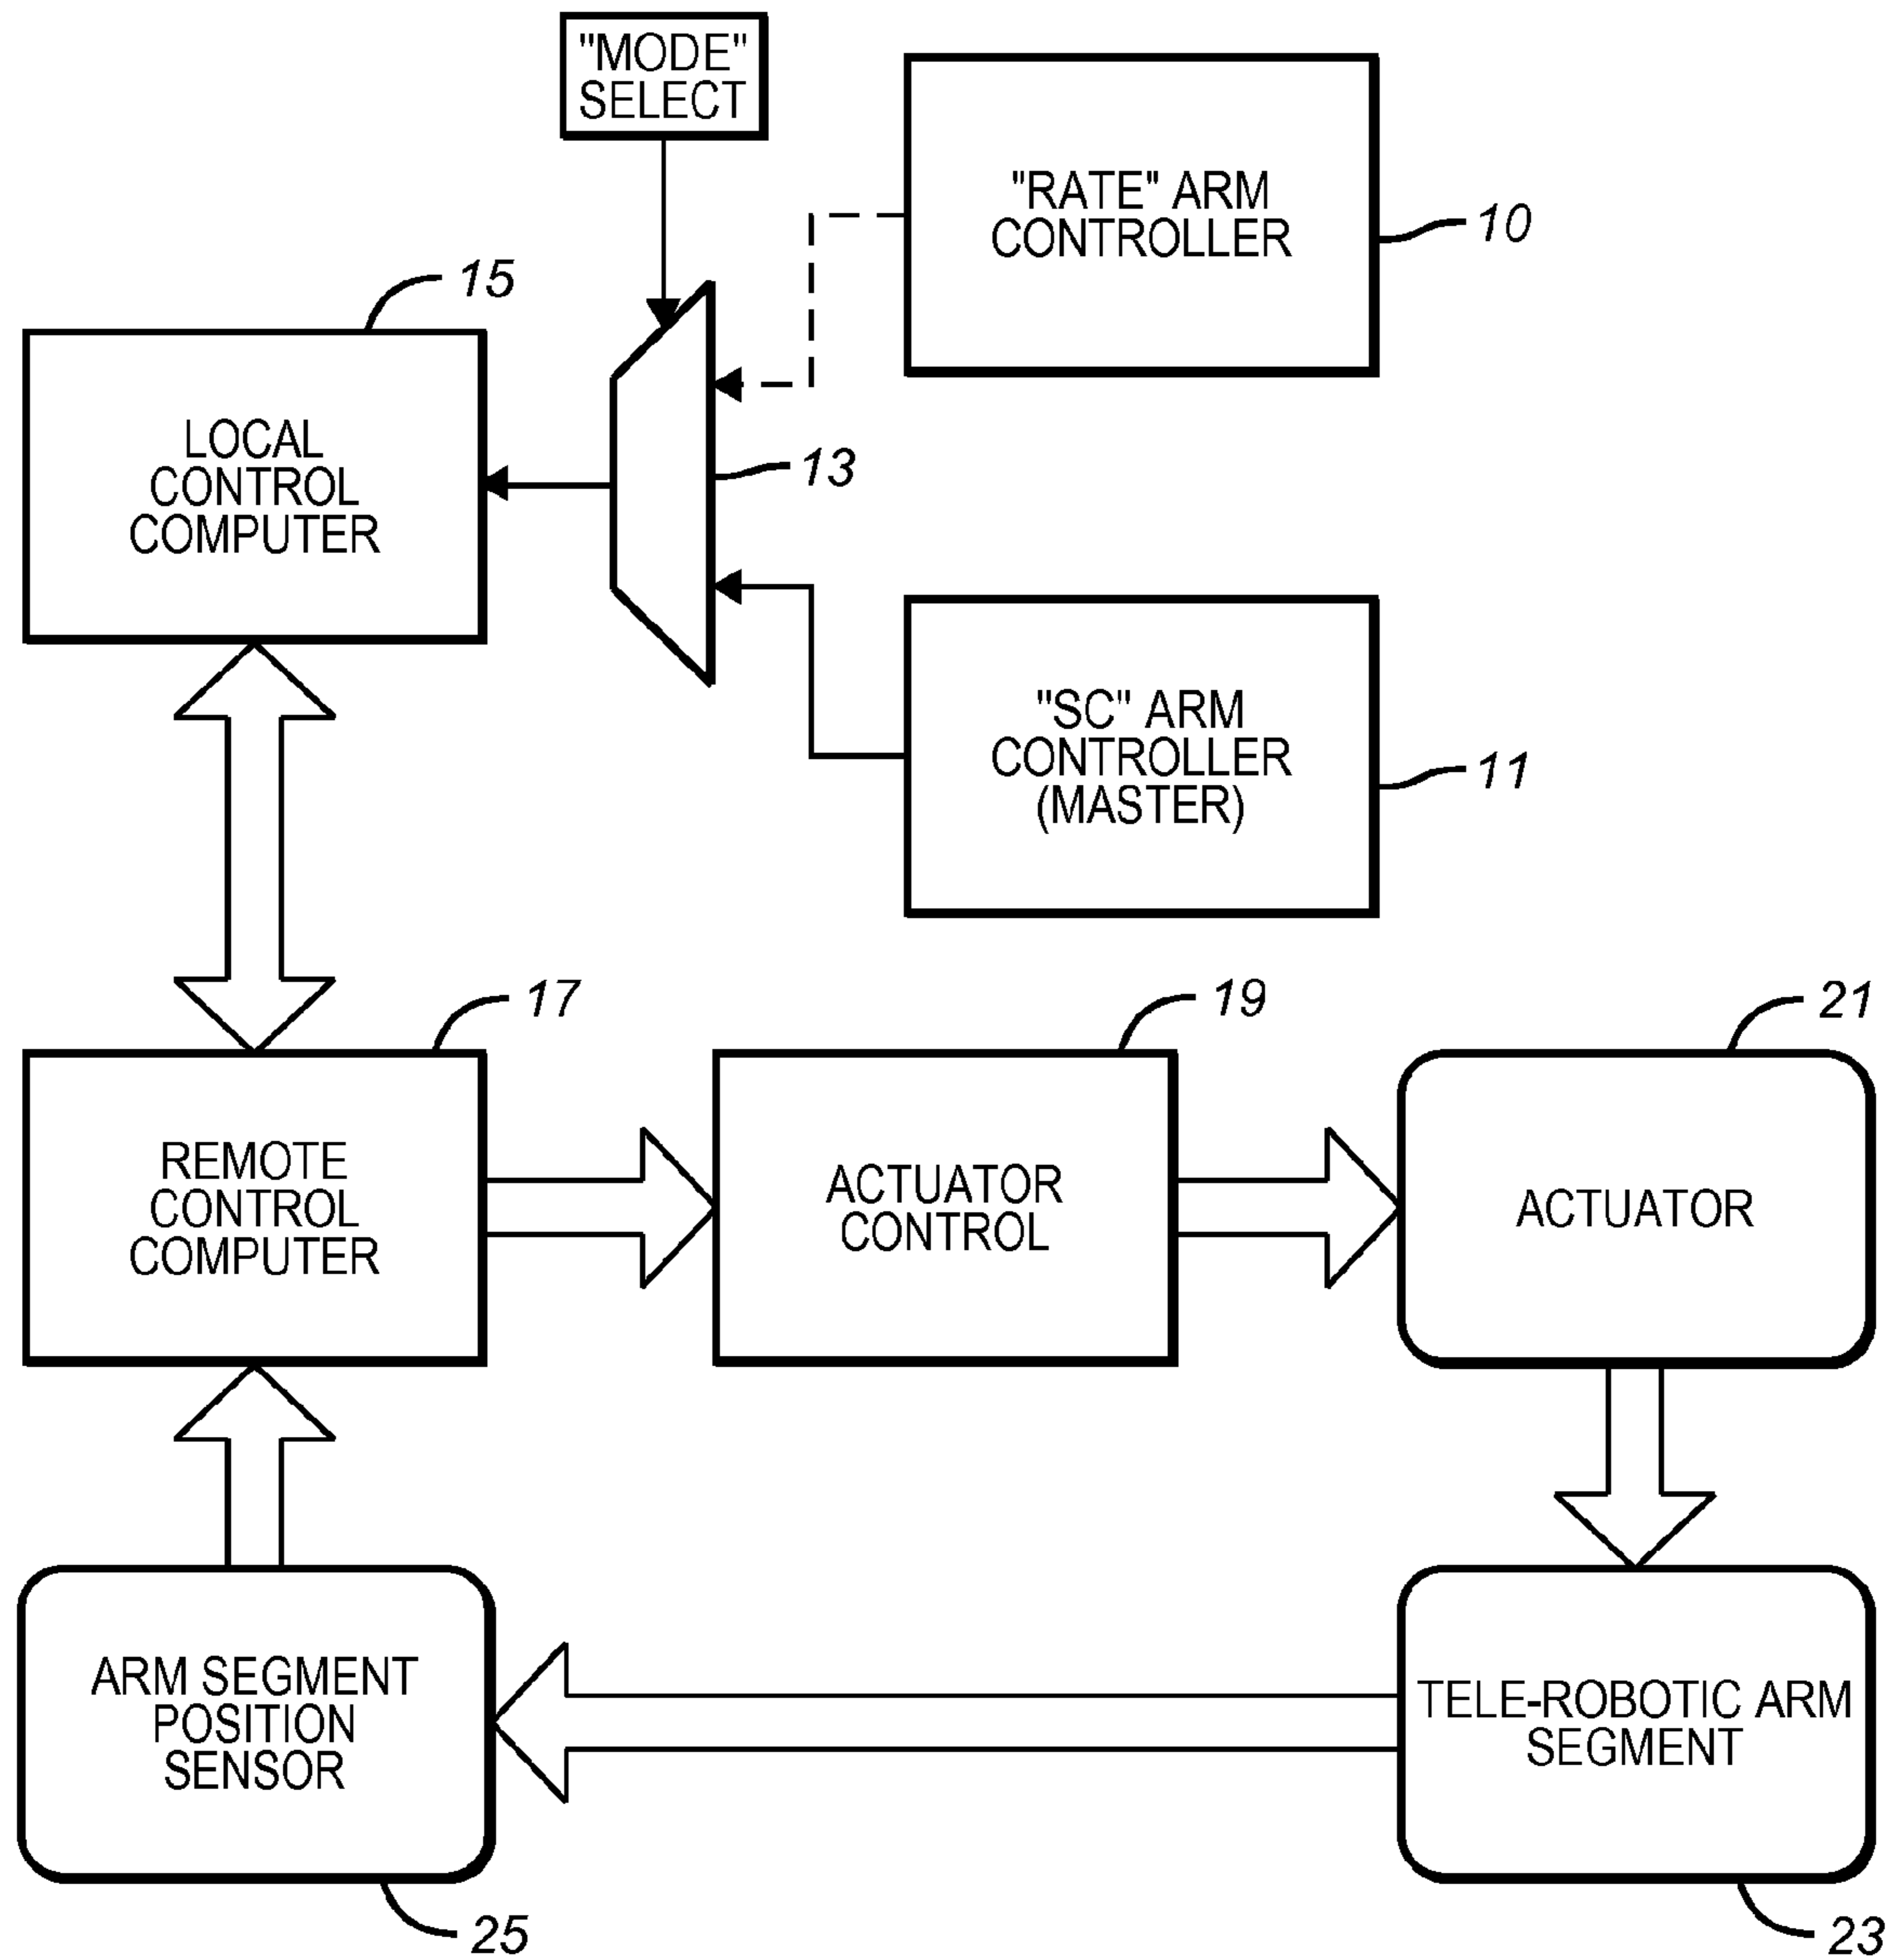 "MODE"
SELECT
"RATE" ARM
CONTROLLER
10
15
LOCAL
CONTROL
COMPUTER
13
"SC" ARM
CONTROLLER
(MASTER)
11
17
19
21
REMOTE
CONTROL
COMPUTER
ACTUATOR
CONTROL
ACTUATOR
ARM SEGMENT
POSITION
SENSOR
TELE-ROBOTIC ARM
SEGMENT
25
23